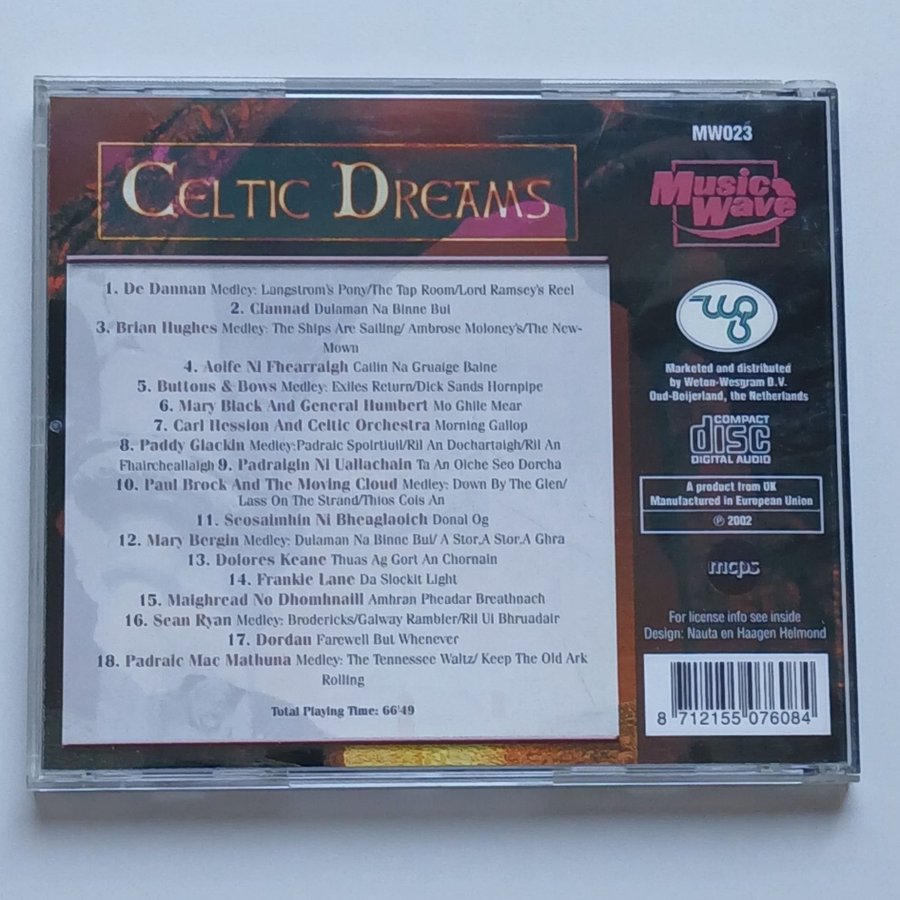 CELTIC DREAMS
1. De Dannan Medley: Langstrom's Pony/The Tap Room/Lord Ramsey's Reel
2. Clannad Dulaman Na Binne Bui
3. Brian Hughes Medley: The Ships Are Sailing/ Ambrose Moloney's/The New-
Mown
4. Aoife Ni Fhearraigh Cailin Na Gruaige Baine
5. Buttons & Bows Medley: Exiles Return/Dick Sands Hornpipe
6. Mary Black And General Humbert Mo Ghile Mear
7. Carl Hession And Celtic Orchestra Morning Gallop
8. Paddy Glackin Medley:Padraic Spoirtiuil/Ril An Dochartaigh/Ril An
Fhaircheallaigh 9. Padraigin Ni Uallachain Ta An Oiche Seo Dorcha
10. Paul Brock And The Moving Cloud Medley: Down By The Glen/
Lass On The Strand/Thios Cois An
11. Seosaimhin Ni Bheaglaoich Donal Og
12. Mary Bergin Medley: Dulaman Na Binne Bui/ A Stor,A Stor,A Ghra
13. Dolores Keane Thuas Ag Gort An Chornain
14. Frankie Lane Da Slockit Light
15. Maighread No Dhomhnaill Amhran Pheadar Breathnach
16. Sean Ryan Medley: Brodericks/Galway Rambler/Ril Ui Bhruadair
17. Dordan Farewell But Whenever
18. Padraic Mac Mathuna Medley: The Tennessee Waltz/ Keep The Old Ark
Rolling
Total Playing Time: 66'49
MW023
Music
Wave
wg
Marketed and distributed
by Weton-Wesgram B.V.
Oud-Beijerland, the Netherlands
COMPACT
disc
DIGITAL AUDIO
A product from UK
Manufactured in European Union
℗ 2002
mcps
For license info see inside
Design: Nauta en Haagen Helmond
8 712155 076084